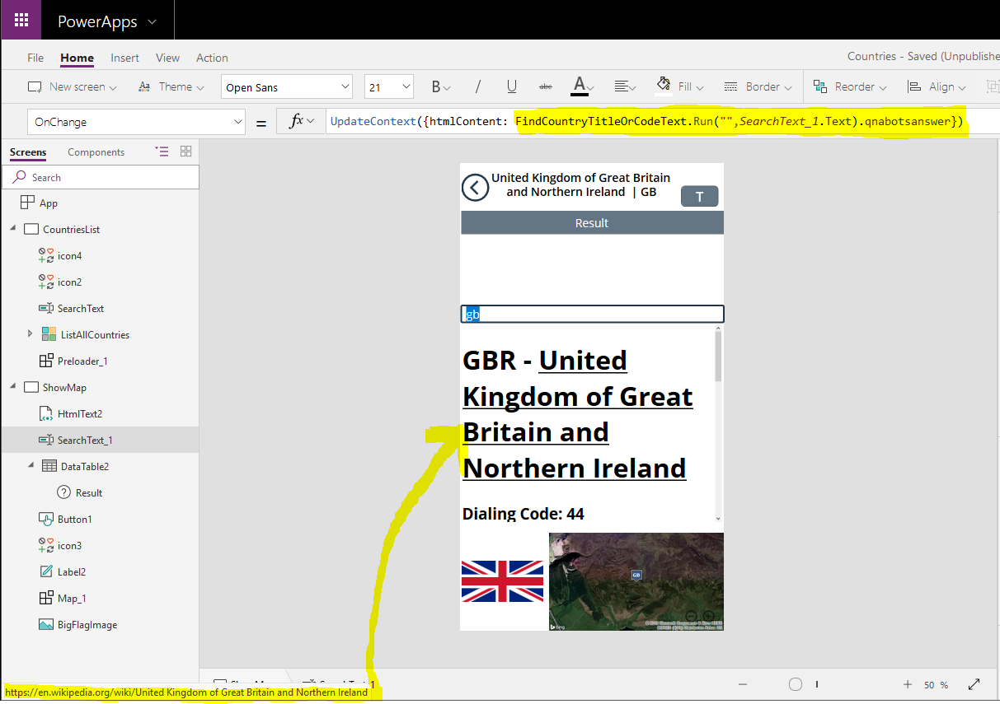 PowerApps
File Home Insert View Action
Countries - Saved (Unpublishe
New screen Theme Open Sans 21 B / U abc A Fill Border Reorder Align
OnChange = fx UpdateContext({htmlContent: FindCountryTitleOrCodeText.Run("",SearchText_1.Text).qnabotsanswer})
Screens Components
Search
App
CountriesList
icon4
icon2
SearchText
ListAllCountries
Preloader_1
ShowMap
HtmlText2
SearchText_1
DataTable2
Result
Button1
icon3
Label2
Map_1
BigFlagImage
United Kingdom of Great Britain
and Northern Ireland | GB
T
Result
gb
GBR - United
Kingdom of Great
Britain and
Northern Ireland
Dialing Code: 44
GB
Bing
50 %
https://en.wikipedia.org/wiki/United Kingdom of Great Britain and Northern Ireland